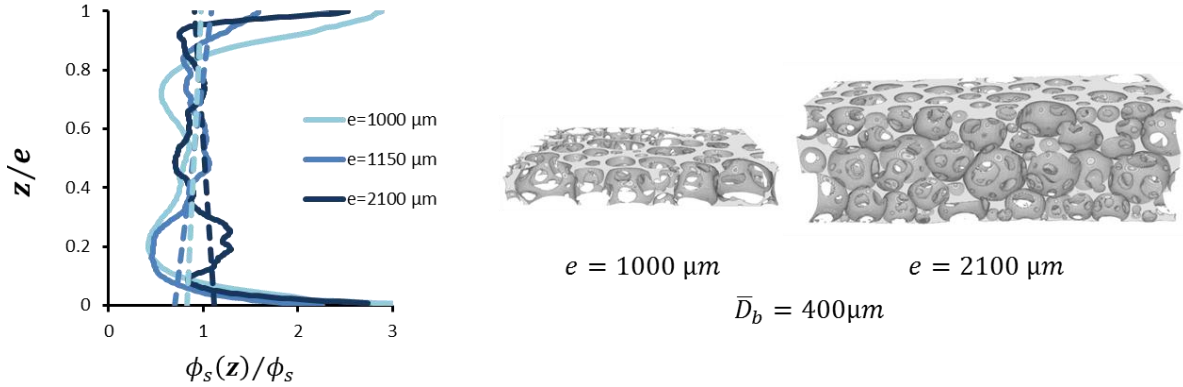 1
0.8
0.6
0.4
0.2
0
z/e
0 1 2 3
ϕₛ(z)/ϕₛ
e=1000 μm
e=1150 μm
e=2100 μm
e = 1000 μm
e = 2100 μm
D̅_b = 400μm